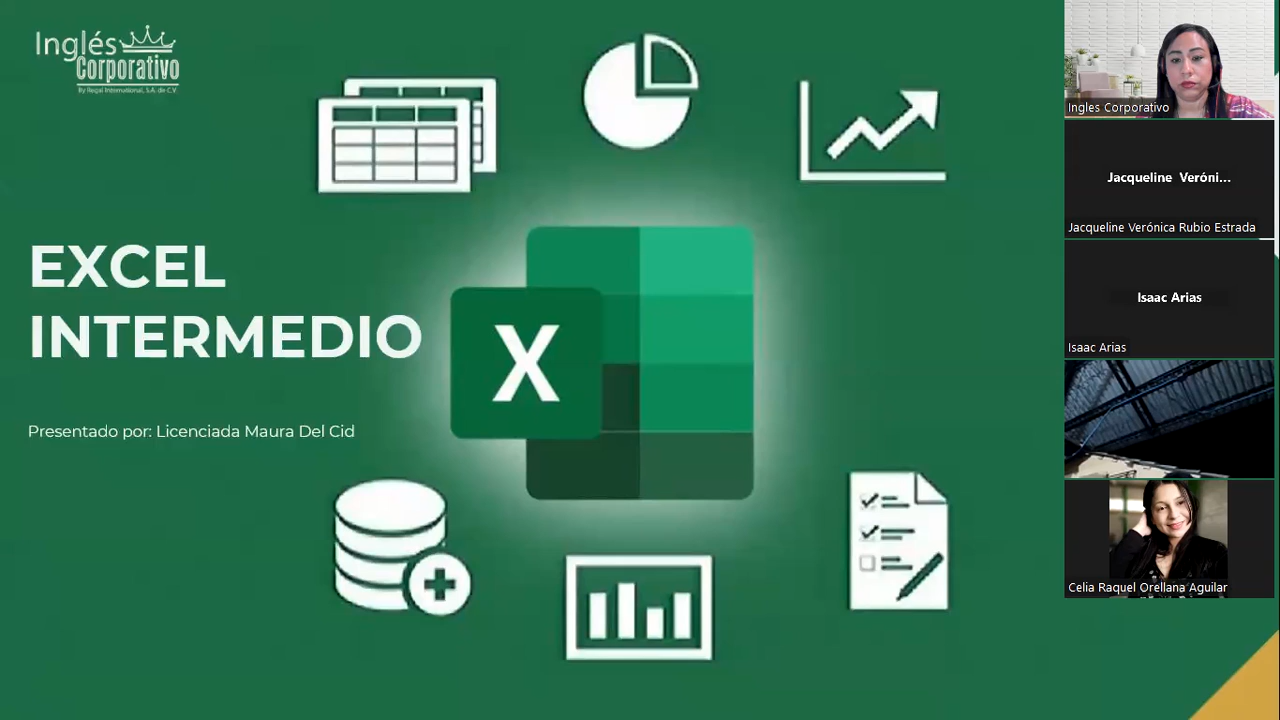 Inglés
Corporativo
By Regal International, S.A. de C.V.
EXCEL
INTERMEDIO
Presentado por: Licenciada Maura Del Cid
X
Ingles Corporativo
Jacqueline Veróni...
Jacqueline Verónica Rubio Estrada
Isaac Arias
Isaac Arias
Celia Raquel Orellana Aguilar